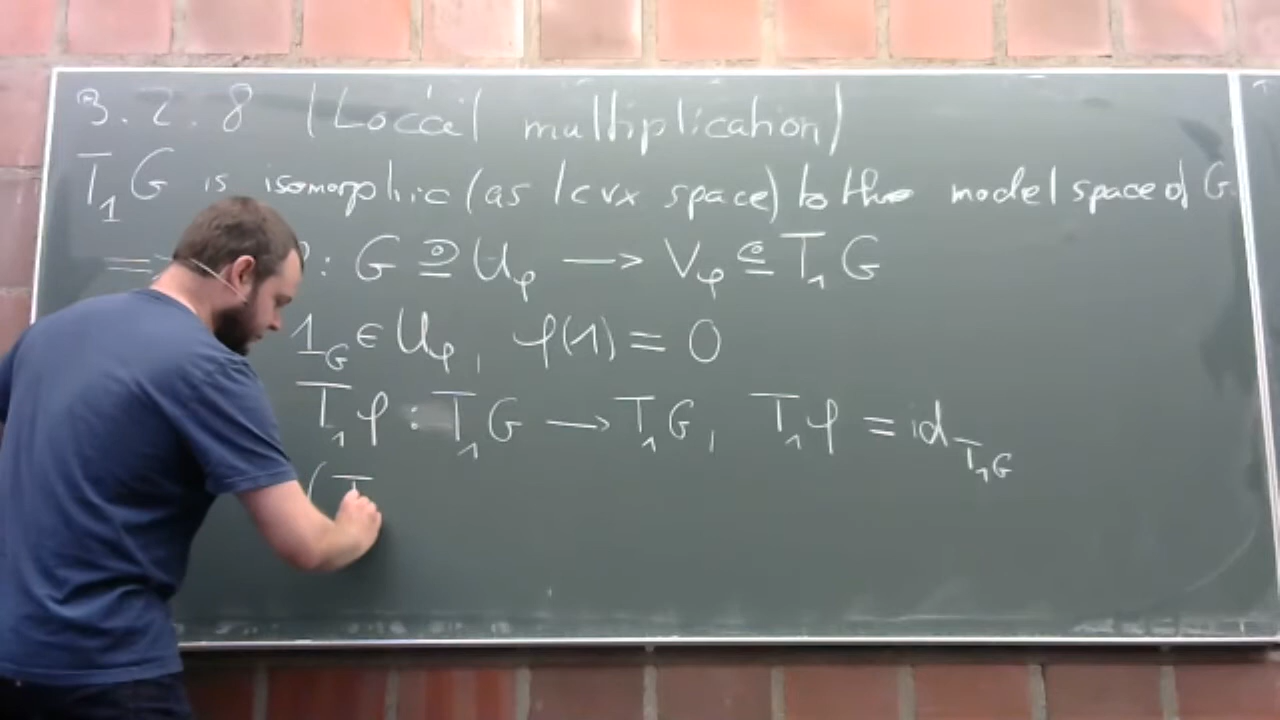 3.2.8 (Local multiplication)
T₁G is isomorphic (as lcvx space) to the model space of G.
=> : G ⊇° U_φ → V_φ ⊆° T₁G
1_G ∈ U_φ, φ(1) = 0
T₁φ : T₁G → T₁G, T₁φ = id_{T₁G}
(T